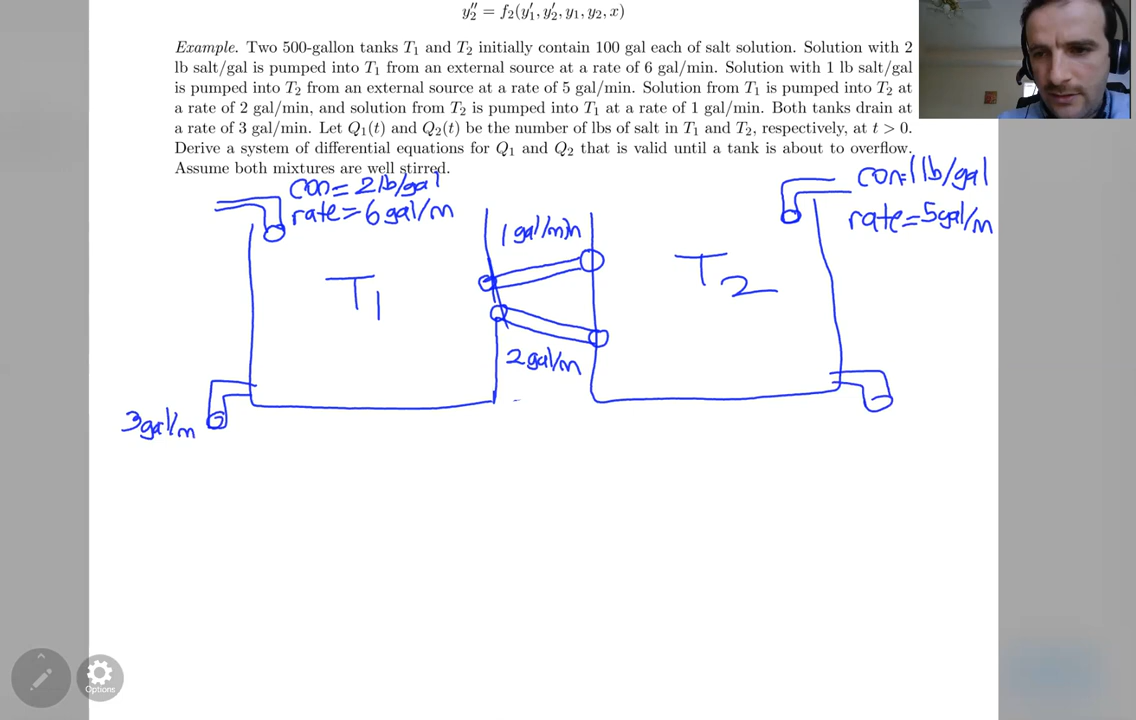 y₂″ = f₂(y₁′, y₂′, y₁, y₂, x)
Example. Two 500-gallon tanks T₁ and T₂ initially contain 100 gal each of salt solution. Solution with 2
lb salt/gal is pumped into T₁ from an external source at a rate of 6 gal/min. Solution with 1 lb salt/gal
is pumped into T₂ from an external source at a rate of 5 gal/min. Solution from T₁ is pumped into T₂ at
a rate of 2 gal/min, and solution from T₂ is pumped into T₁ at a rate of 1 gal/min. Both tanks drain at
a rate of 3 gal/min. Let Q₁(t) and Q₂(t) be the number of lbs of salt in T₁ and T₂, respectively, at t > 0.
Derive a system of differential equations for Q₁ and Q₂ that is valid until a tank is about to overflow.
Assume both mixtures are well stirred.
con = 2 lb/gal
rate = 6 gal/m
con = 1 lb/gal
rate = 5 gal/m
1 gal/min
T₁
T₂
2 gal/m
3 gal/m
Options